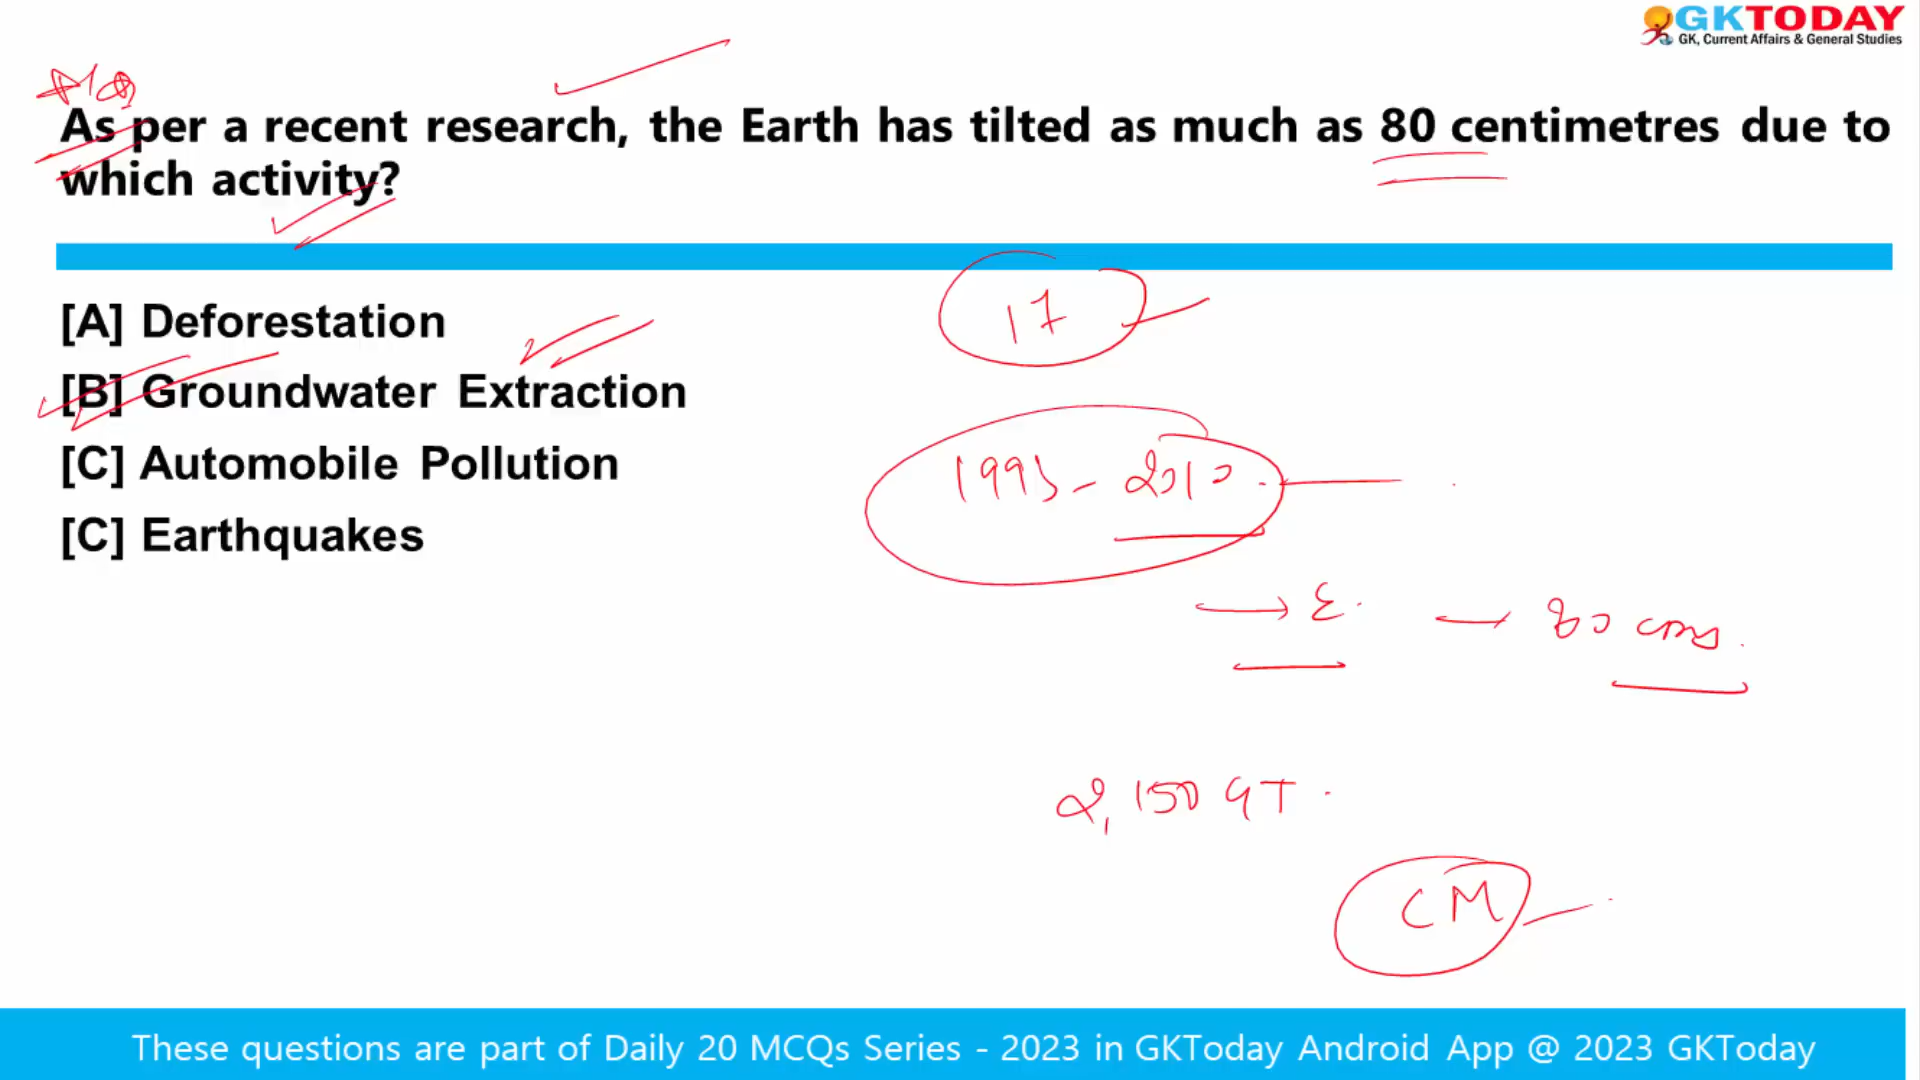 GKTODAY
GK, Current Affairs & General Studies
As per a recent research, the Earth has tilted as much as 80 centimetres due to
which activity?
[A] Deforestation
[B] Groundwater Extraction
[C] Automobile Pollution
[C] Earthquakes
17
1993 - 2010
→ E.
→ 80 cms.
2,150 GT.
CM
These questions are part of Daily 20 MCQs Series - 2023 in GKToday Android App @ 2023 GKToday